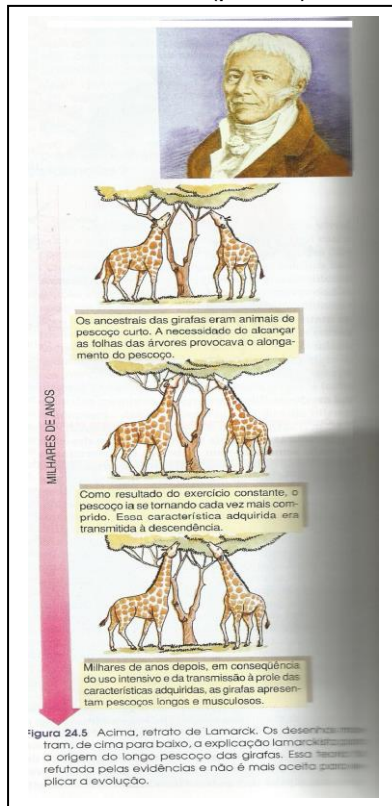 Os ancestrais das girafas eram animais de
pescoço curto. A necessidade do alcançar
as folhas das árvores provocava o alonga-
mento do pescoço.
MILHARES DE ANOS
Como resultado do exercício constante, o
pescoço ia se tornando cada vez mais com-
prido. Essa característica adquirida era
transmitida à descendência.
Milhares de anos depois, em conseqüência
do uso intensivo e da transmissão à prole das
características adquiridas, as girafas apresen-
tam pescoços longos e musculosos.
Figura 24.5 Acima, retrato de Lamarck. Os desenhos
tram, de cima para baixo, a explicação
a origem do longo pescoço das girafas. Essa
refutada pelas evidências e não é mais aceita
plicar a evolução.